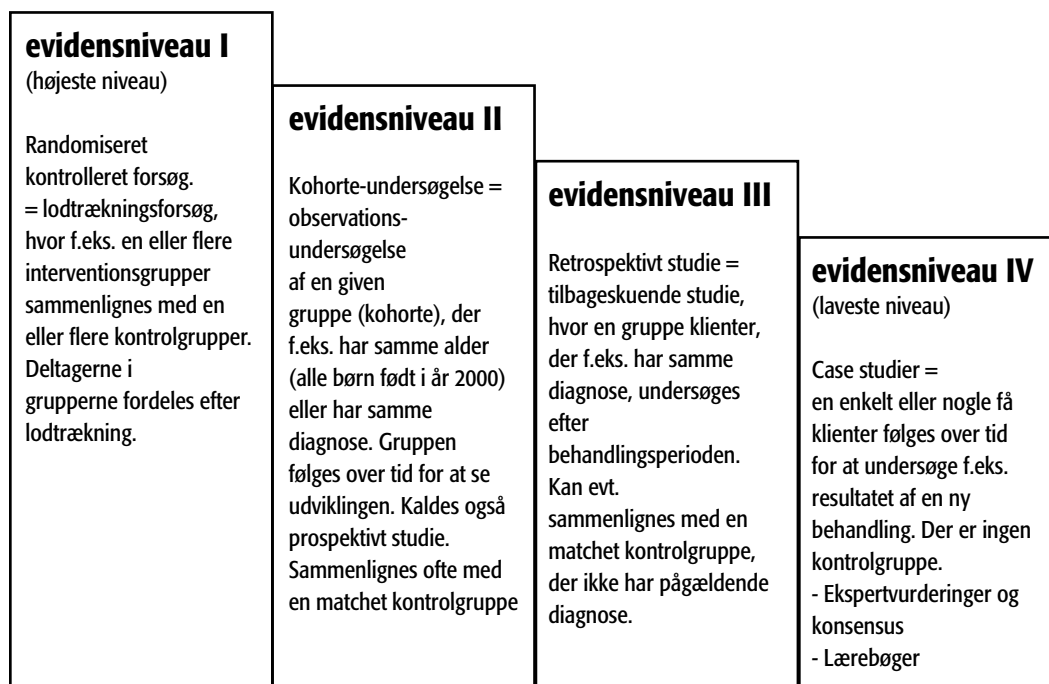 evidensniveau I
(højeste niveau)
Randomiseret
kontrolleret forsøg.
= lodtrækningsforsøg,
hvor f.eks. en eller flere
interventionsgrupper
sammenlignes med en
eller flere kontrolgrupper.
Deltagerne i
grupperne fordeles efter
lodtrækning.
evidensniveau II
Kohorte-undersøgelse =
observations-
undersøgelse
af en given
gruppe (kohorte), der
f.eks. har samme alder
(alle børn født i år 2000)
eller har samme
diagnose. Gruppen
følges over tid for at se
udviklingen. Kaldes også
prospektivt studie.
Sammenlignes ofte med
en matchet kontrolgruppe
evidensniveau III
Retrospektivt studie =
tilbageskuende studie,
hvor en gruppe klienter,
der f.eks. har samme
diagnose, undersøges
efter
behandlingsperioden.
Kan evt.
sammenlignes med en
matchet kontrolgruppe,
der ikke har pågældende
diagnose.
evidensniveau IV
(laveste niveau)
Case studier =
en enkelt eller nogle få
klienter følges over tid
for at undersøge f.eks.
resultatet af en ny
behandling. Der er ingen
kontrolgruppe.
- Ekspertvurderinger og
konsensus
- Lærebøger